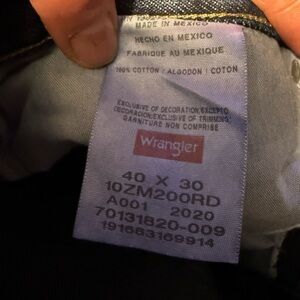 MADE IN MEXICO
HECHO EN MEXICO
FABRIQUE AU MEXIQUE
100% COTTON / ALGODON / COTON
EXCLUSIVE OF DECORATION;EXCEPTO
DECORACION;EXCLUSIVE OF TRIMMING;
GARNITURE NON COMPRISE
Wrangler
40 X 30
10ZM200RD
A001 2020
70131820-009
191683169914